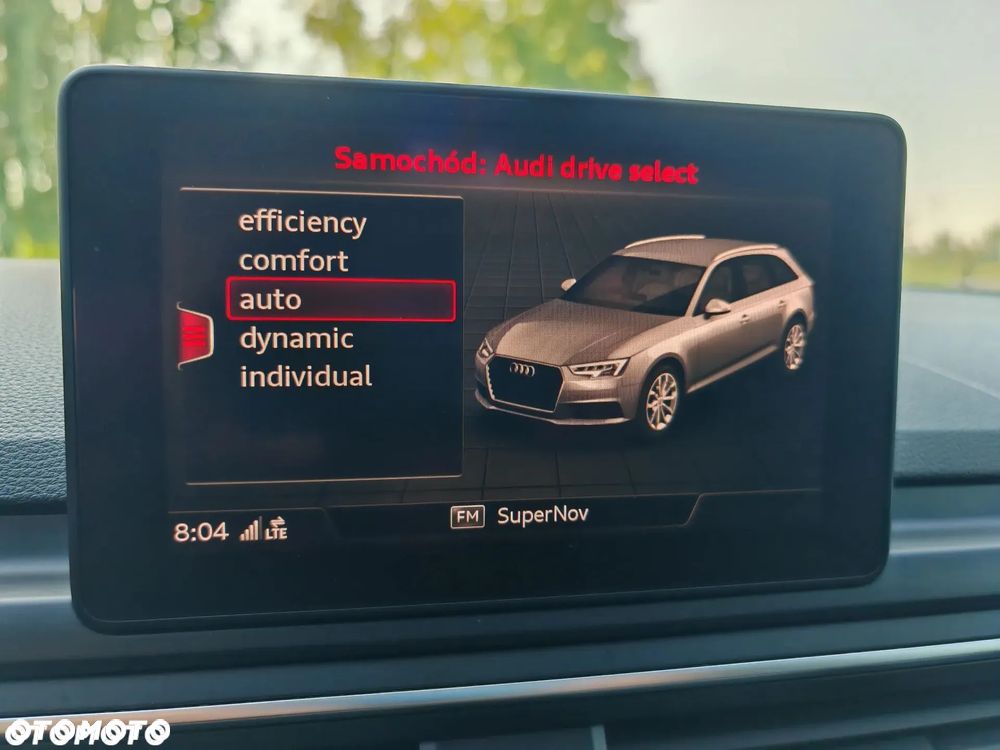 Samochód: Audi drive select
efficiency
comfort
auto
dynamic
individual
8:04 LTE
FM SuperNov
OTOMOTO